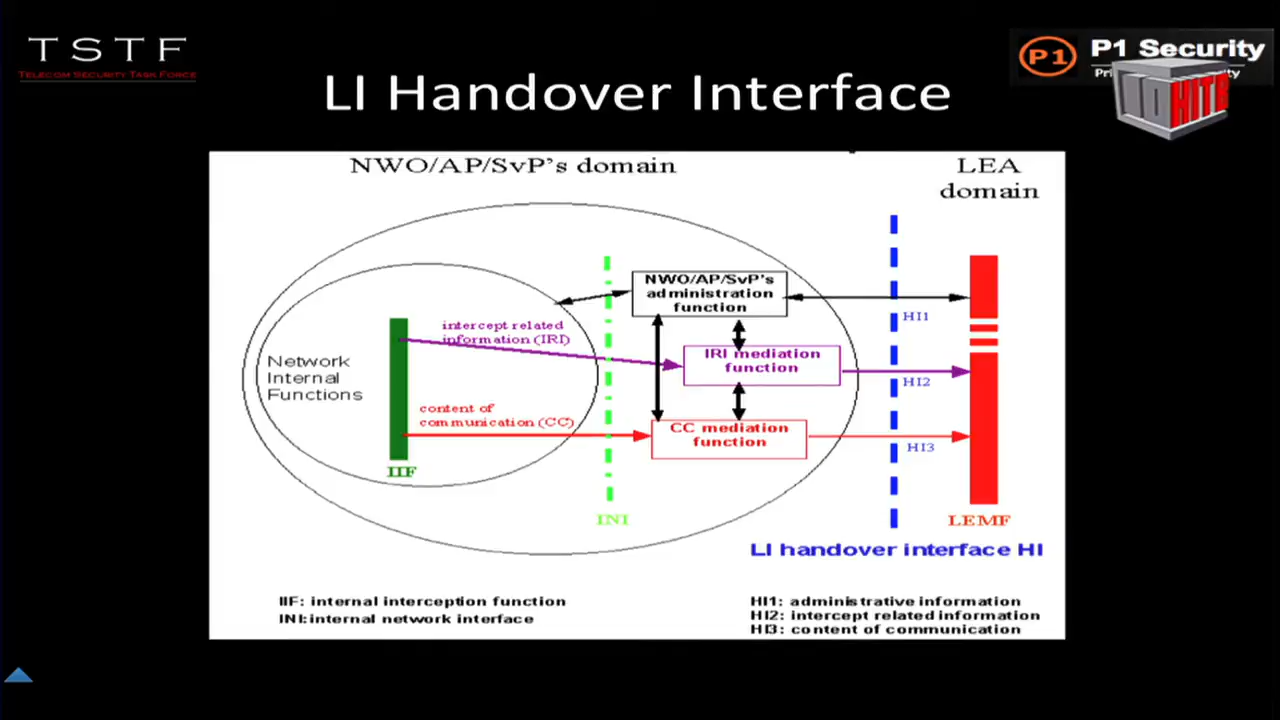 TSTF
TELECOM SECURITY TASK FORCE
P1
P1 Security
HITB
LI Handover Interface
NWO/AP/SvP's domain
LEA
domain
NWO/AP/SvP's
administration
function
HI1
intercept related
information (IRI)
IRI mediation
function
HI2
Network
Internal
Functions
content of
communication (CC)
CC mediation
function
HI3
IIF
INI
LEMF
LI handover interface HI
IIF: internal interception function
INI:internal network interface
HI1: administrative information
HI2: intercept related information
HI3: content of communication